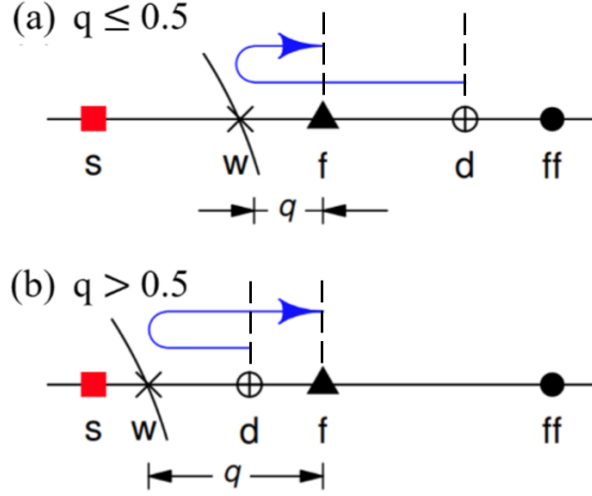 (a) q ≤ 0.5
s w f d ff
q
(b) q > 0.5
s w d f ff
q